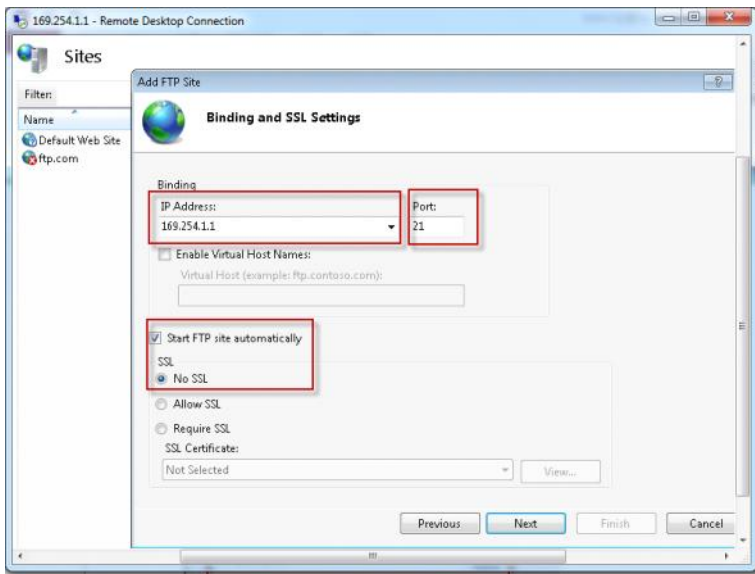 169.254.1.1 - Remote Desktop Connection
Sites
Filter:
Name
Default Web Site
ftp.com
Add FTP Site
Binding and SSL Settings
Binding
IP Address:
Port:
169.254.1.1
21
Enable Virtual Host Names:
Virtual Host (example: ftp.contoso.com):
Start FTP site automatically
SSL
No SSL
Allow SSL
Require SSL
SSL Certificate:
Not Selected
View...
Previous
Next
Finish
Cancel